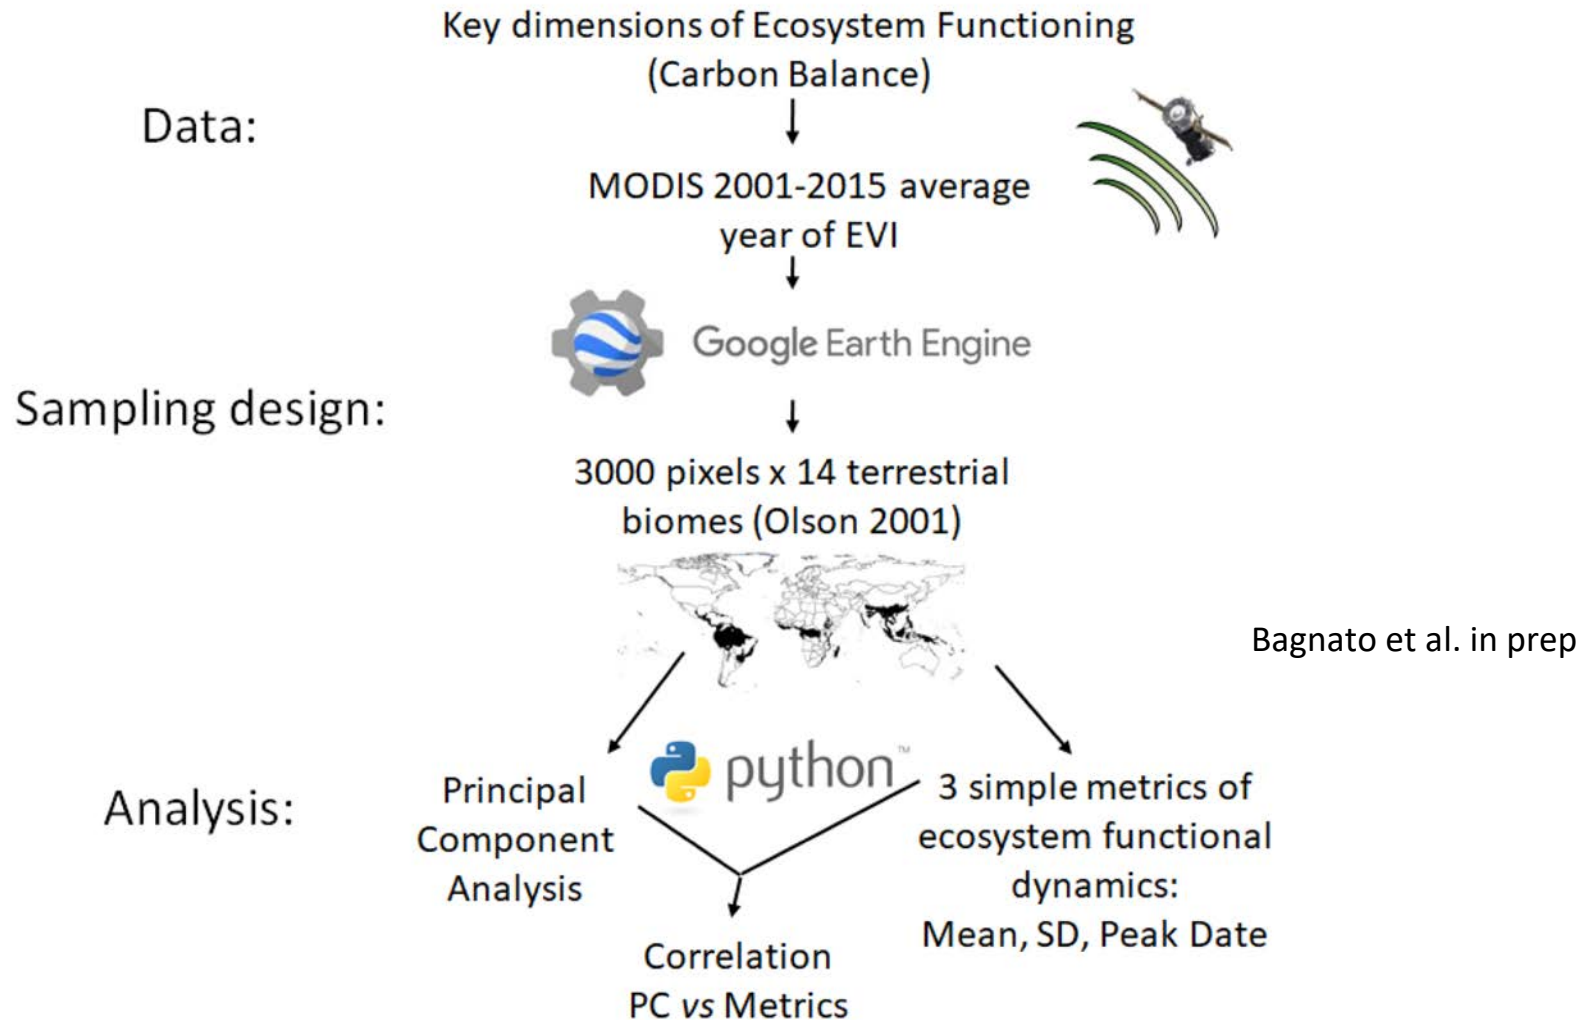 Key dimensions of Ecosystem Functioning
(Carbon Balance)
Data:
MODIS 2001-2015 average
year of EVI
Google Earth Engine
Sampling design:
3000 pixels x 14 terrestrial
biomes (Olson 2001)
Bagnato et al. in prep
python™
Analysis:
Principal
Component
Analysis
3 simple metrics of
ecosystem functional
dynamics:
Mean, SD, Peak Date
Correlation
PC vs Metrics